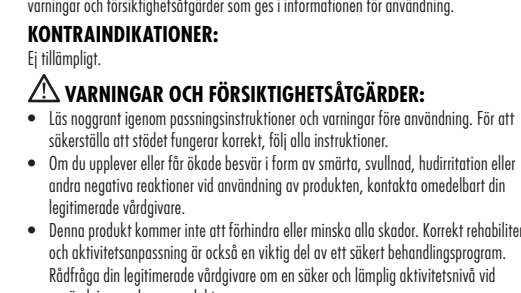 varningar och försiktighetsåtgärder som ges i informationen för användning.
KONTRAINDIKATIONER:
Ej tillämpligt.
VARNINGAR OCH FÖRSIKTIGHETSÅTGÄRDER:
• Läs noggrant igenom passningsinstruktioner och varningar före användning. För att
säkerställa att stödet fungerar korrekt, följ alla instruktioner.
• Om du upplever eller får ökade besvär i form av smärta, svullnad, hudirritation eller
andra negativa reaktioner vid användning av produkten, kontakta omedelbart din
legitimerade vårdgivare.
• Denna produkt kommer inte att förhindra eller minska alla skador. Korrekt rehabiliter
och aktivitetsanpassning är också en viktig del av ett säkert behandlingsprogram.
Rådfråga din legitimerade vårdgivare om en säker och lämplig aktivitetsnivå vid